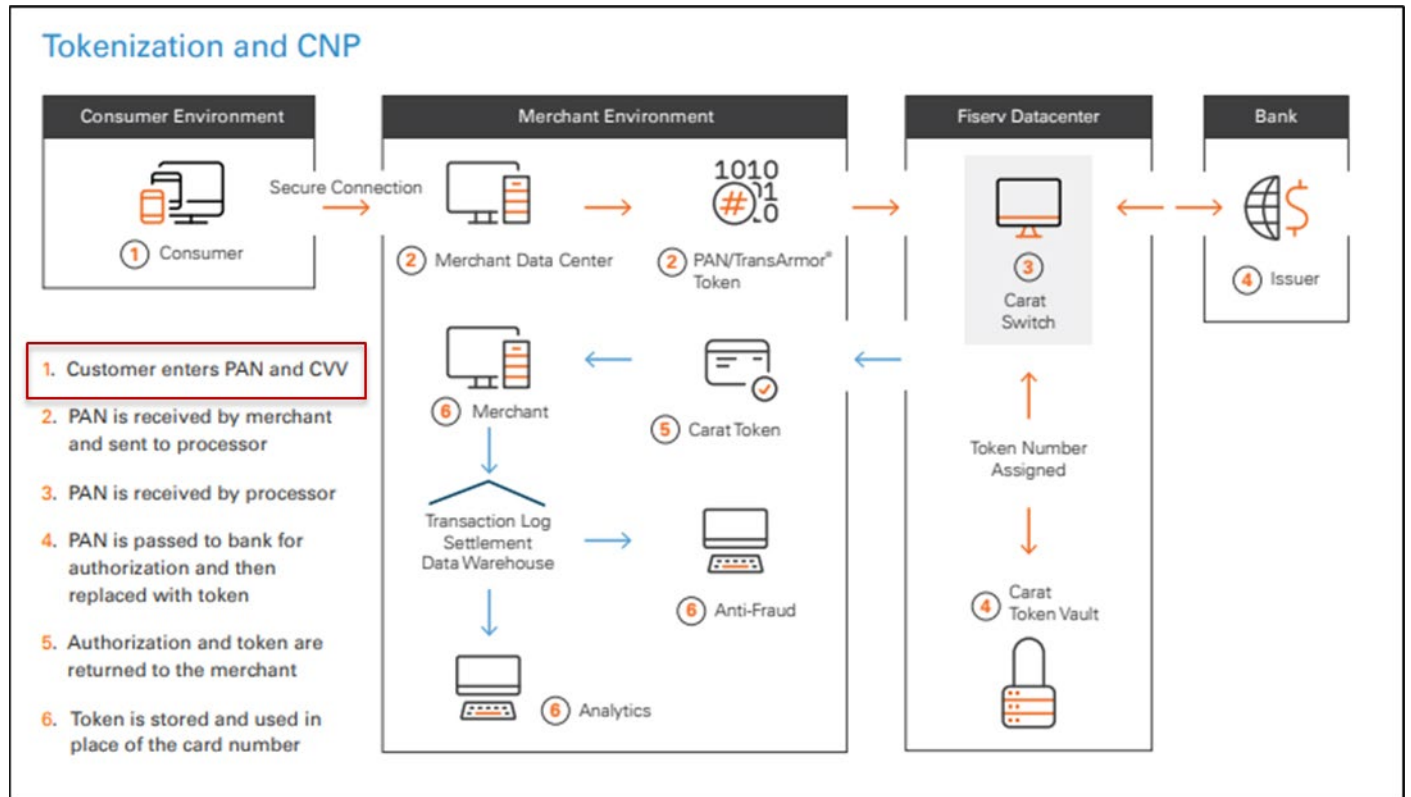 Tokenization and CNP
Consumer Environment
Merchant Environment
Fiserv Datacenter
Bank
Secure Connection
1010
01
0
#
$
1 Consumer
2 Merchant Data Center
2 PAN/TransArmor®
Token
3
Carat
Switch
4 Issuer
1. Customer enters PAN and CVV
2. PAN is received by merchant
and sent to processor
3. PAN is received by processor
4. PAN is passed to bank for
authorization and then
replaced with token
5. Authorization and token are
returned to the merchant
6. Token is stored and used in
place of the card number
6 Merchant
5 Carat Token
Transaction Log
Settlement
Data Warehouse
6 Anti-Fraud
6 Analytics
Token Number
Assigned
4 Carat
Token Vault